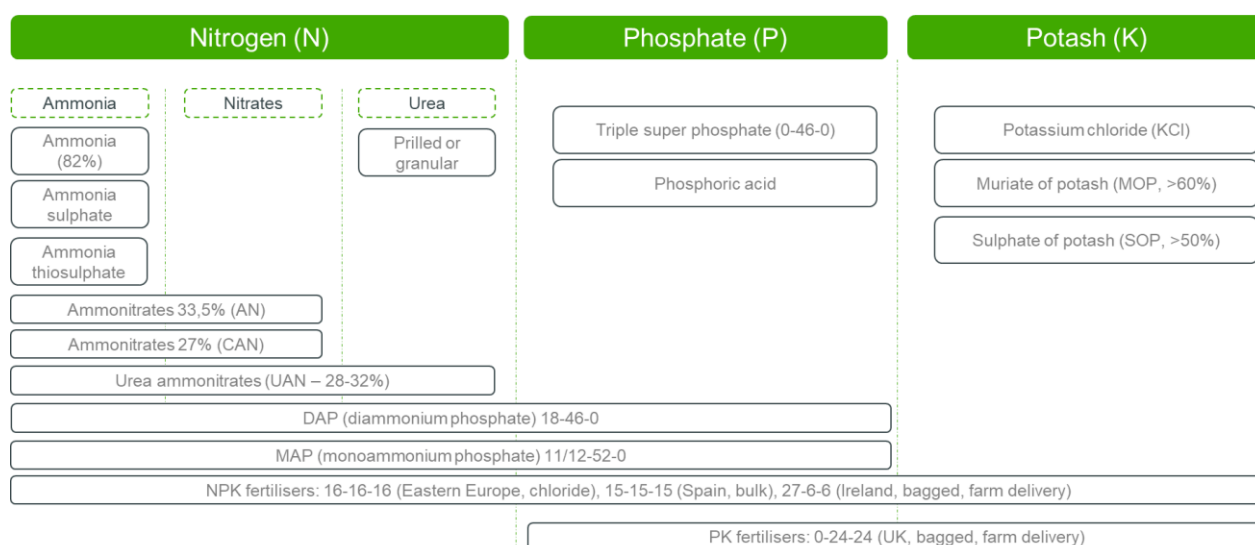 Nitrogen (N)
Phosphate (P)
Potash (K)
Ammonia
Nitrates
Urea
Ammonia
(82%)
Prilled or
granular
Triple super phosphate (0-46-0)
Potassium chloride (KCl)
Ammonia
sulphate
Phosphoric acid
Muriate of potash (MOP, >60%)
Ammonia
thiosulphate
Sulphate of potash (SOP, >50%)
Ammonitrates 33,5% (AN)
Ammonitrates 27% (CAN)
Urea ammonitrates (UAN – 28-32%)
DAP (diammonium phosphate) 18-46-0
MAP (monoammonium phosphate) 11/12-52-0
NPK fertilisers: 16-16-16 (Eastern Europe, chloride), 15-15-15 (Spain, bulk), 27-6-6 (Ireland, bagged, farm delivery)
PK fertilisers: 0-24-24 (UK, bagged, farm delivery)